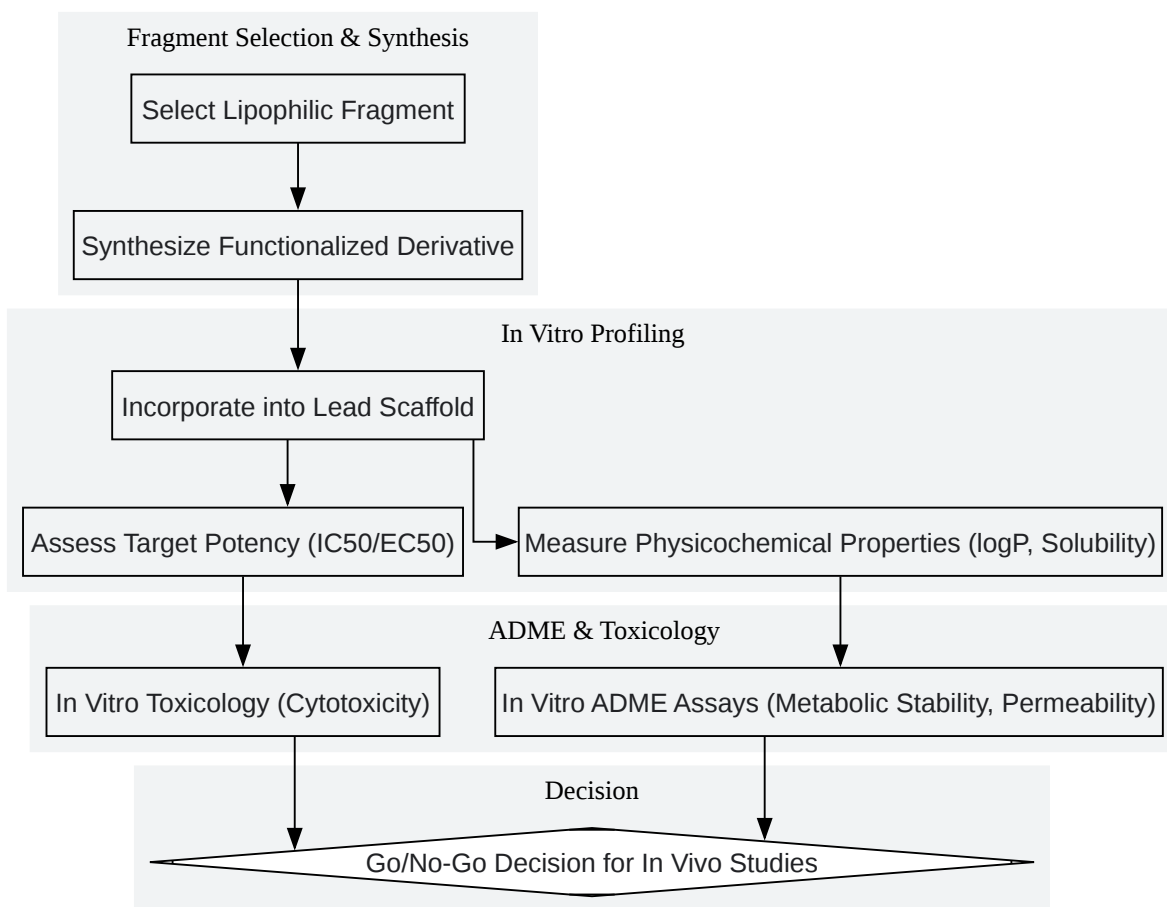 Fragment Selection & Synthesis
Select Lipophilic Fragment
Synthesize Functionalized Derivative
In Vitro Profiling
Incorporate into Lead Scaffold
Assess Target Potency (IC50/EC50)
Measure Physicochemical Properties (logP, Solubility)
ADME & Toxicology
In Vitro Toxicology (Cytotoxicity)
In Vitro ADME Assays (Metabolic Stability, Permeability)
Decision
Go/No-Go Decision for In Vivo Studies